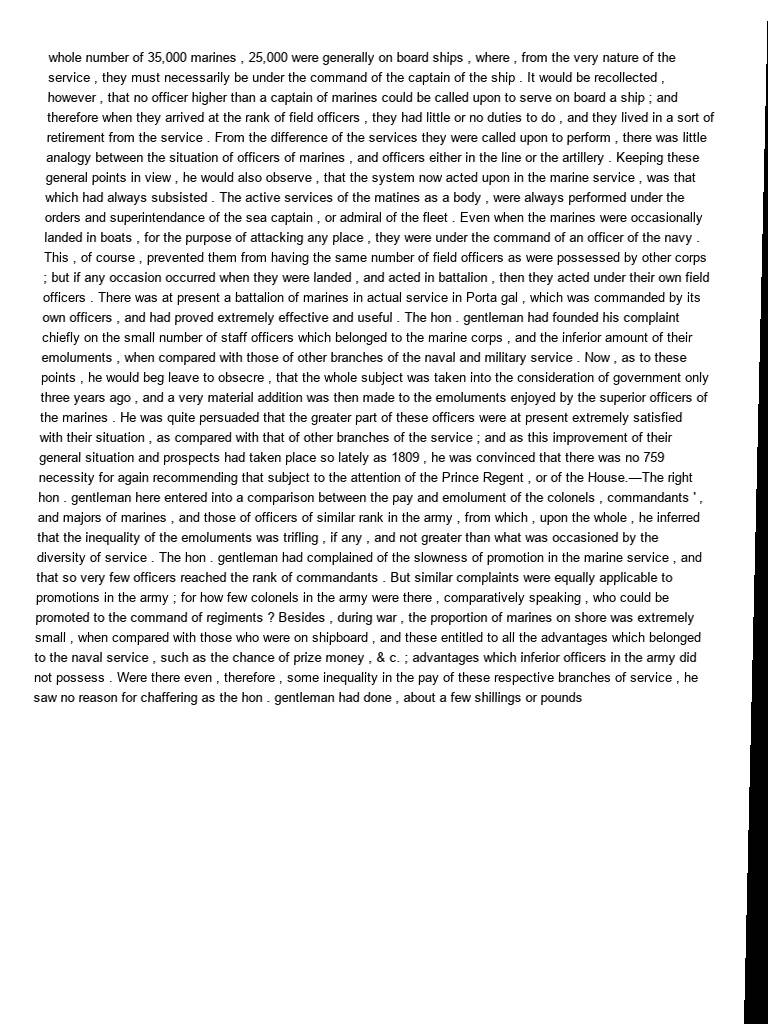 whole number of 35,000 marines , 25,000 were generally on board ships , where , from the very nature of the
service , they must necessarily be under the command of the captain of the ship . It would be recollected ,
however , that no officer higher than a captain of marines could be called upon to serve on board a ship ; and
therefore when they arrived at the rank of field officers , they had little or no duties to do , and they lived in a sort of
retirement from the service . From the difference of the services they were called upon to perform , there was little
analogy between the situation of officers of marines , and officers either in the line or the artillery . Keeping these
general points in view , he would also observe , that the system now acted upon in the marine service , was that
which had always subsisted . The active services of the matines as a body , were always performed under the
orders and superintendance of the sea captain , or admiral of the fleet . Even when the marines were occasionally
landed in boats , for the purpose of attacking any place , they were under the command of an officer of the navy .
This , of course , prevented them from having the same number of field officers as were possessed by other corps
; but if any occasion occurred when they were landed , and acted in battalion , then they acted under their own field
officers . There was at present a battalion of marines in actual service in Porta gal , which was commanded by its
own officers , and had proved extremely effective and useful . The hon . gentleman had founded his complaint
chiefly on the small number of staff officers which belonged to the marine corps , and the inferior amount of their
emoluments , when compared with those of other branches of the naval and military service . Now , as to these
points , he would beg leave to obsecre , that the whole subject was taken into the consideration of government only
three years ago , and a very material addition was then made to the emoluments enjoyed by the superior officers of
the marines . He was quite persuaded that the greater part of these officers were at present extremely satisfied
with their situation , as compared with that of other branches of the service ; and as this improvement of their
general situation and prospects had taken place so lately as 1809 , he was convinced that there was no 759
necessity for again recommending that subject to the attention of the Prince Regent , or of the House.—The right
hon . gentleman here entered into a comparison between the pay and emolument of the colonels , commandants ' ,
and majors of marines , and those of officers of similar rank in the army , from which , upon the whole , he inferred
that the inequality of the emoluments was trifling , if any , and not greater than what was occasioned by the
diversity of service . The hon . gentleman had complained of the slowness of promotion in the marine service , and
that so very few officers reached the rank of commandants . But similar complaints were equally applicable to
promotions in the army ; for how few colonels in the army were there , comparatively speaking , who could be
promoted to the command of regiments ? Besides , during war , the proportion of marines on shore was extremely
small , when compared with those who were on shipboard , and these entitled to all the advantages which belonged
to the naval service , such as the chance of prize money , & c. ; advantages which inferior officers in the army did
not possess . Were there even , therefore , some inequality in the pay of these respective branches of service , he
saw no reason for chaffering as the hon . gentleman had done , about a few shillings or pounds